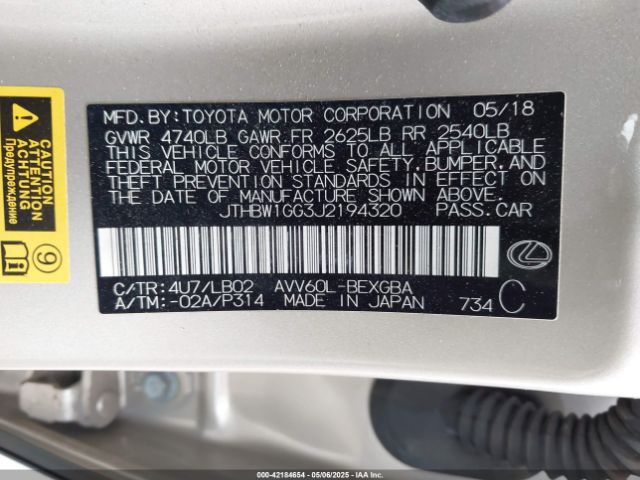 MFD.BY:TOYOTA MOTOR CORPORATION 05/18
GVWR 4740LB GAWR.FR 2625LB RR 2540LB
THIS VEHICLE CONFORMS TO ALL APPLICABLE
FEDERAL MOTOR VEHICLE SAFETY, BUMPER, AND
THEFT PREVENTION STANDARDS IN EFFECT ON
THE DATE OF MANUFACTURE SHOWN ABOVE.
JTHBW1GG3J2194320 PASS.CAR
C/TR: 4U7/LB02 AVV60L-BEXGBA
A/TM: -02A/P314 MADE IN JAPAN 734 C
CAUTION
ATTENTION
ACHTUNG
Предупреждение
9
000-42184654 | 05/06/2025 - IAAI.COM